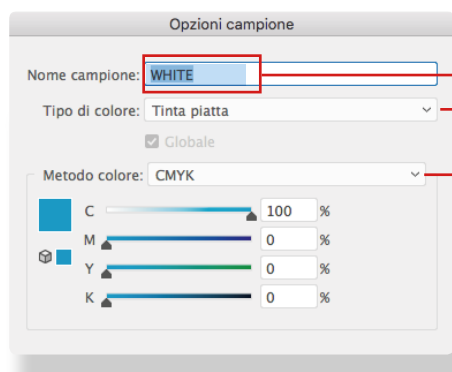 Opzioni campione
Nome campione: WHITE
Tipo di colore: Tinta piatta
Globale
Metodo colore: CMYK
C 100 %
M 0 %
Y 0 %
K 0 %